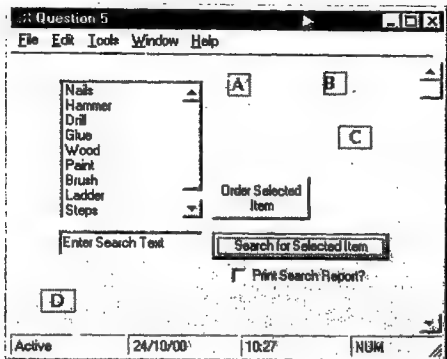 Question 5
File Edit Tools Window Help
Nails
Hammer
Drill
Glue
Wood
Paint
Brush
Ladder
Steps
A
B
C
Order Selected
Item
Enter Search Text
Search for Selected Item
Print Search Report?
D
Active 24/10/00 10:27 NUM